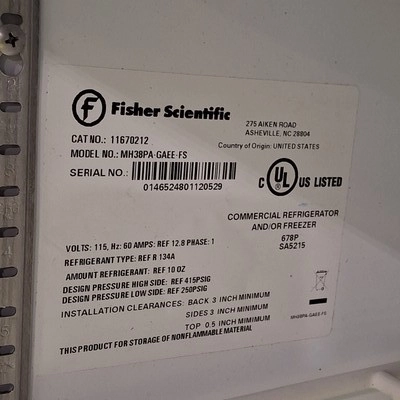 f Fisher Scientific
275 AIKEN ROAD
ASHEVILLE, NC 28804
CAT NO: 11670212
Country of Origin: UNITED STATES
MODEL NO.: MH38PA-GAEE-FS
SERIAL NO.:
0146524801120529
C UL US LISTED
COMMERCIAL REFRIGERATOR
AND/OR FREEZER
678P
SA5215
VOLTS: 115, Hz: 60 AMPS: REF 12.8 PHASE: 1
REFRIGERANT TYPE: REF R 134A
AMOUNT REFRIGERANT: REF 10 OZ
DESIGN PRESSURE HIGH SIDE: REF 415PSIG
DESIGN PRESSURE LOW SIDE: REF 250PSIG
INSTALLATION CLEARANCES: BACK 3 INCH MINIMUM
SIDES 3 INCH MINIMUM
TOP 0.5 INCH MINIMUM
MH38PA-GAEE-FS
THIS PRODUCT FOR STORAGE OF NONFLAMMABLE MATERIAL